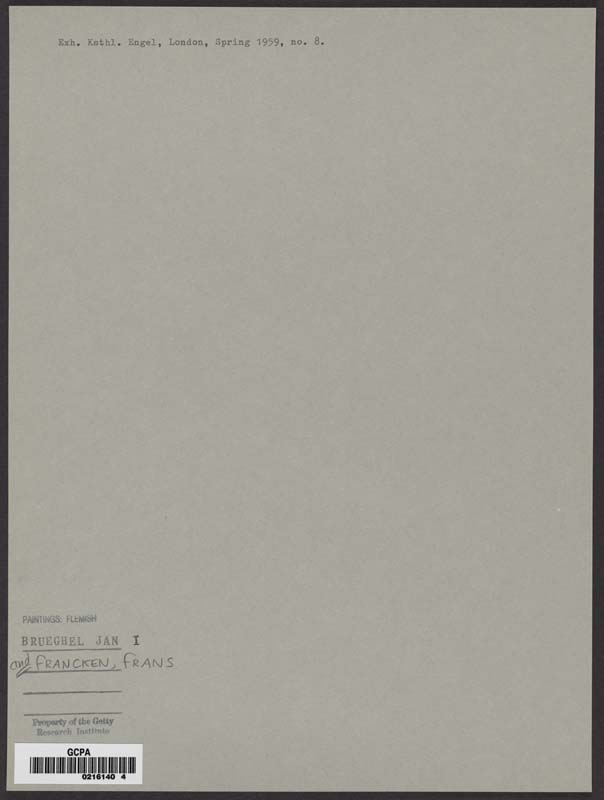 Exh. Kathl. Engel, London, Spring 1959, no. 8.
PAINTINGS: FLEMISH
BRUEGHEL JAN I
and FRANCKEN, FRANS
Property of the Getty
Research Institute
GCPA
0216140 4